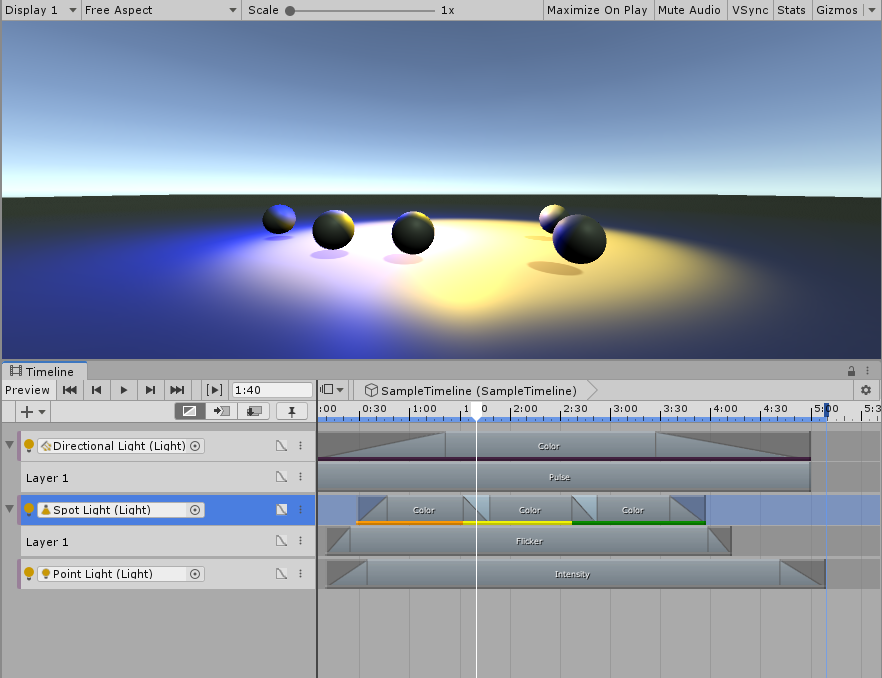 Display 1 Free Aspect Scale 1x Maximize On Play Mute Audio VSync Stats Gizmos
Timeline
Preview 1:40 SampleTimeline (SampleTimeline)
:00 0:30 1:00 1 0 2:00 2:30 3:00 3:30 4:00 4:30 5:00 5:3
Directional Light (Light) Color
Layer 1 Pulse
Spot Light (Light) Color Color Color
Layer 1 Flicker
Point Light (Light) Intensity